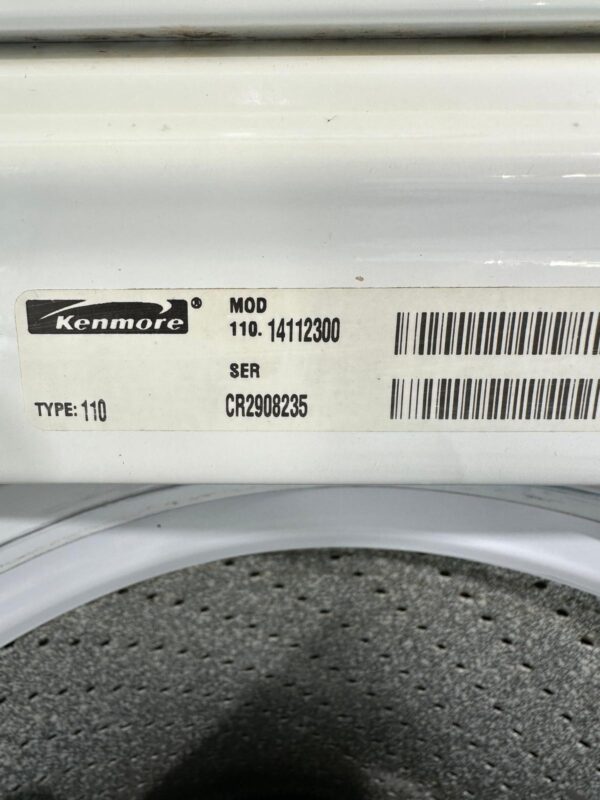 Kenmore®
MOD
110. 14112300
SER
TYPE: 110
CR2908235